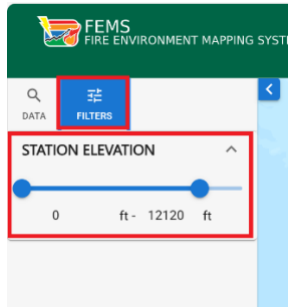 FEMS
FIRE ENVIRONMENT MAPPING SYST
DATA
FILTERS
STATION ELEVATION
0 ft - 12120 ft